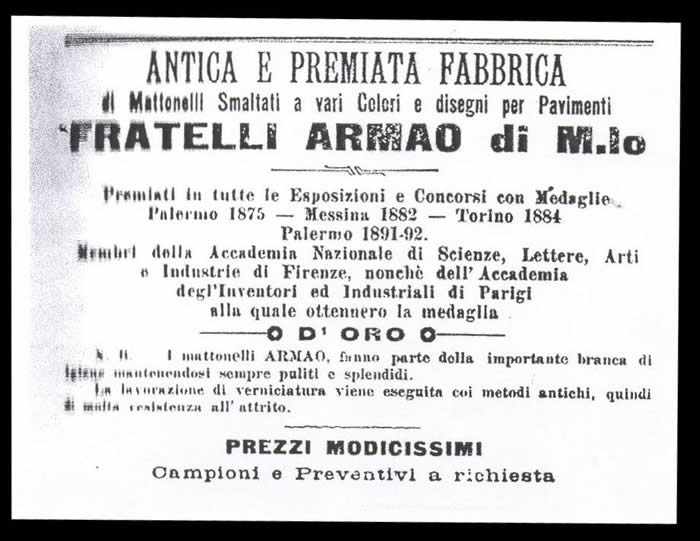 ANTICA E PREMIATA FABBRICA
di Mattonelli Smaltati a vari Colori e disegni per Pavimenti
FRATELLI ARMAO di M.lo
Premiati in tutte le Esposizioni e Concorsi con Medaglie
Palermo 1875 — Messina 1882 — Torino 1884
Palermo 1891-92.
Membri della Accademia Nazionale di Scienze, Lettere, Arti
e Industrie di Firenze, nonchè dell'Accademia
degl'Inventori ed Industriali di Parigi
alla quale ottennero la medaglia
D' ORO
N. B. I mattonelli ARMAO, fanno parte della importante branca di
Igiene mantenendosi sempre puliti e splendidi.
La lavorazione di verniciatura viene eseguita coi metodi antichi, quindi
di molta resistenza all'attrito.
PREZZI MODICISSIMI
Campioni e Preventivi a richiesta